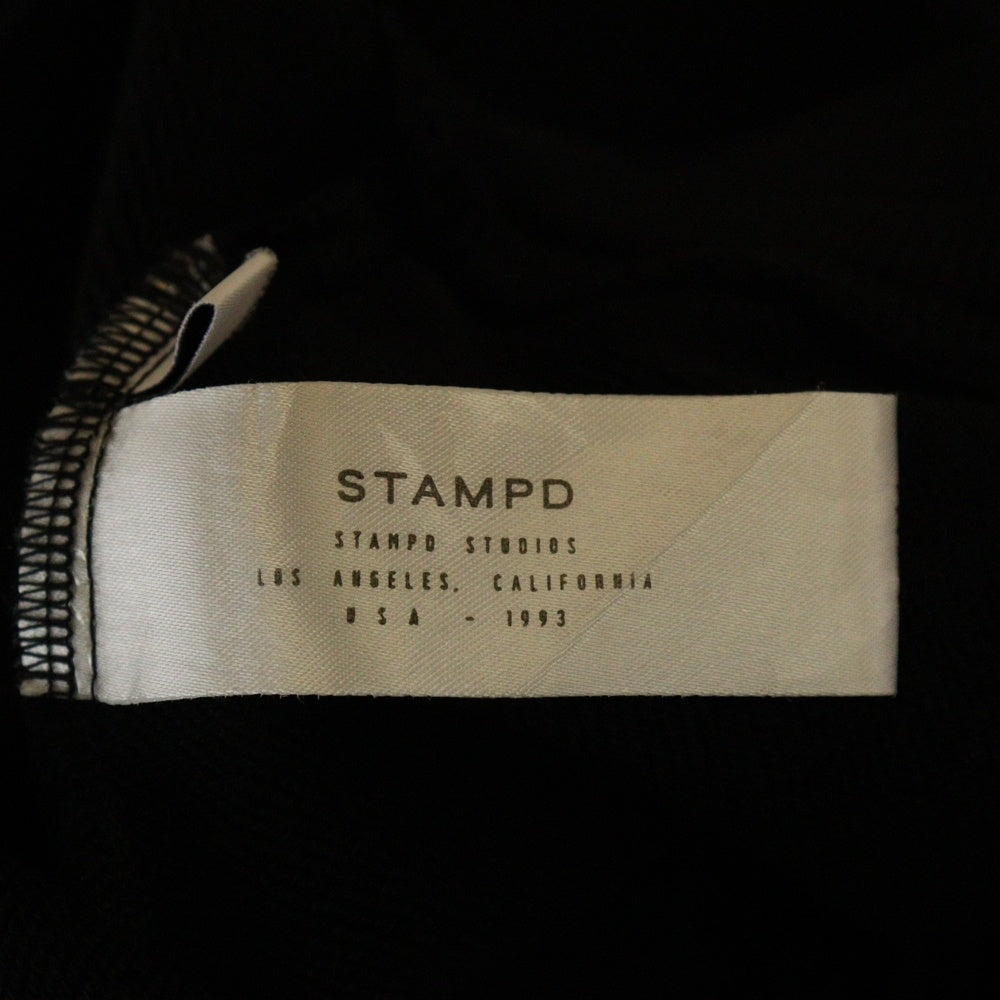 STAMPD
STAMPD STUDIOS
LOS ANGELES, CALIFORNIA
USA - 1993